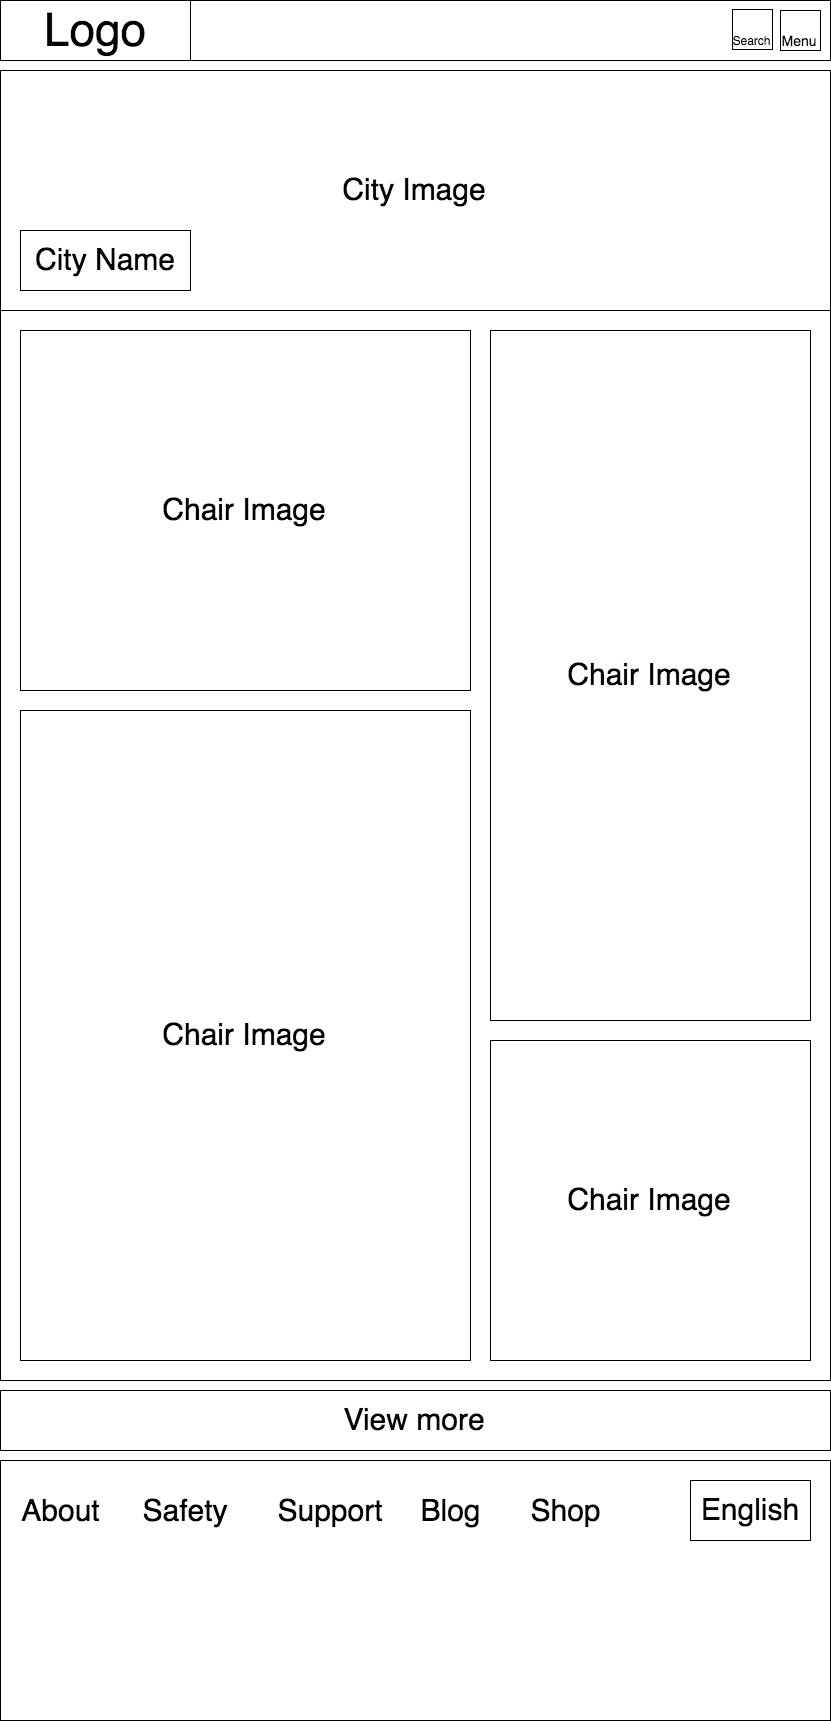 Logo
Search
Menu
City Image
City Name
Chair Image
Chair Image
Chair Image
Chair Image
View more
About Safety Support Blog Shop English